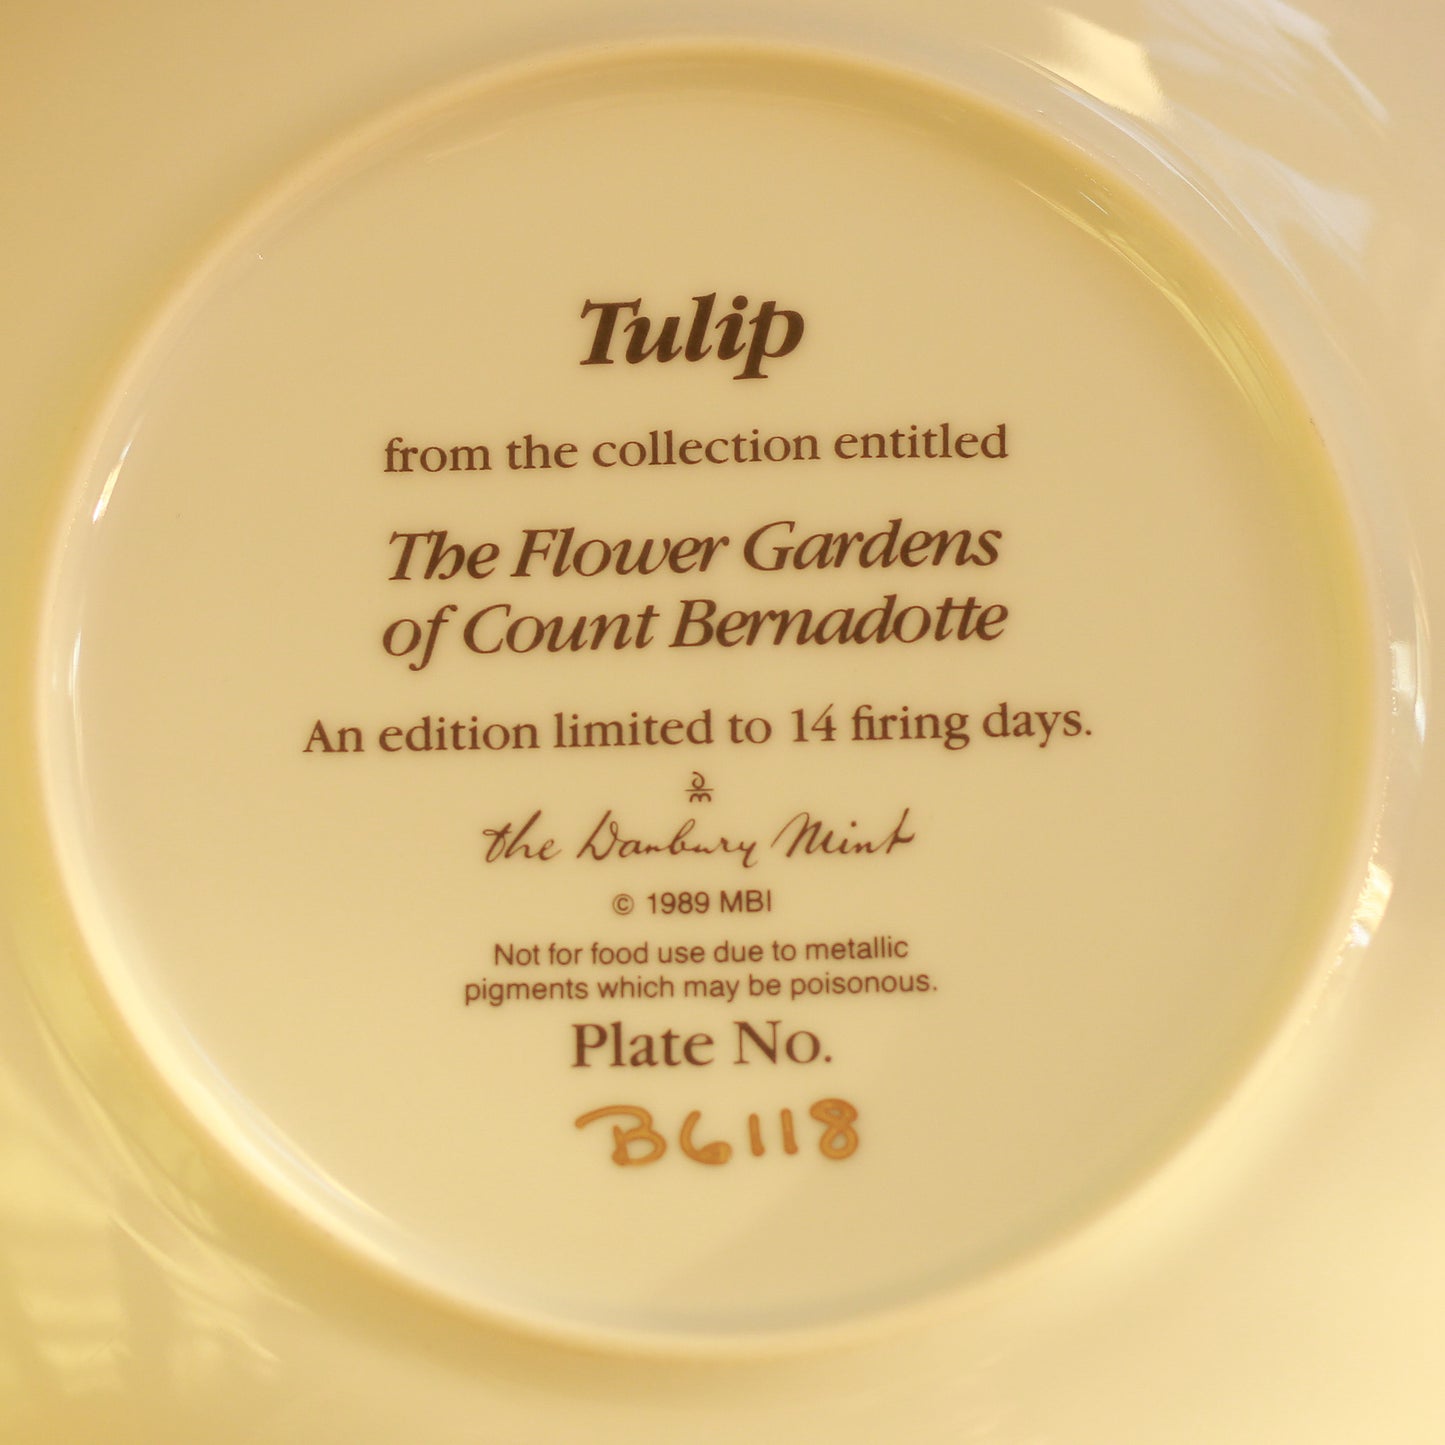 Tulip
from the collection entitled
The Flower Gardens
of Count Bernadotte
An edition limited to 14 firing days.
the Danbury Mint
© 1989 MBI
Not for food use due to metallic
pigments which may be poisonous.
Plate No.
B6118